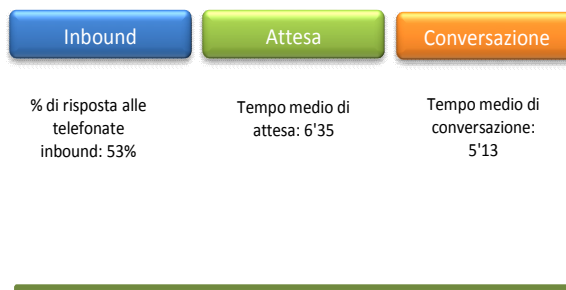 Inbound
Attesa
Conversazione
% di risposta alle
telefonate
inbound: 53%
Tempo medio di
attesa: 6'35
Tempo medio di
conversazione:
5'13